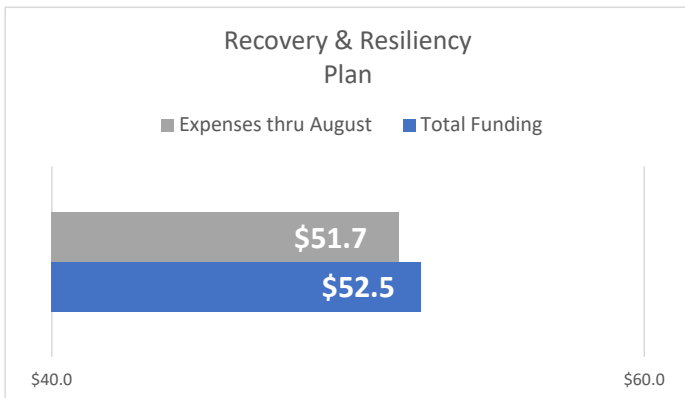 Recovery & Resiliency
Plan
Expenses thru August Total Funding
$51.7
$52.5
$40.0 $60.0